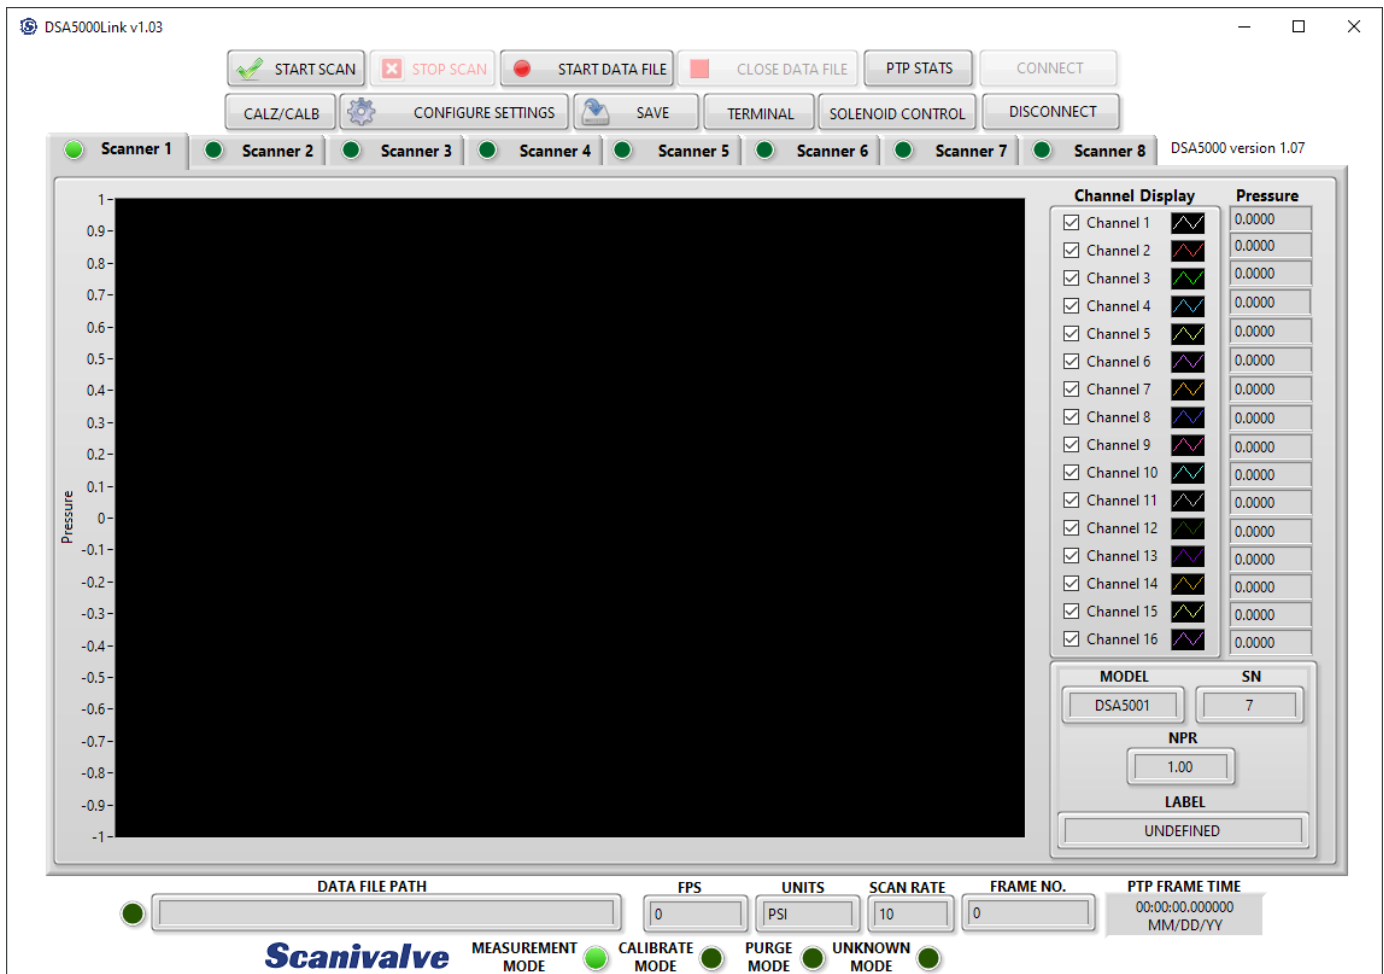 DSA5000Link v1.03
START SCAN STOP SCAN START DATA FILE CLOSE DATA FILE PTP STATS CONNECT
CALZ/CALB CONFIGURE SETTINGS SAVE TERMINAL SOLENOID CONTROL DISCONNECT
Scanner 1 Scanner 2 Scanner 3 Scanner 4 Scanner 5 Scanner 6 Scanner 7 Scanner 8 DSA5000 version 1.07
Channel Display Pressure
Channel 1 0.0000
Channel 2 0.0000
Channel 3 0.0000
Channel 4 0.0000
Channel 5 0.0000
Channel 6 0.0000
Channel 7 0.0000
Channel 8 0.0000
Channel 9 0.0000
Channel 10 0.0000
Channel 11 0.0000
Channel 12 0.0000
Channel 13 0.0000
Channel 14 0.0000
Channel 15 0.0000
Channel 16 0.0000
Pressure
1
0.9
0.8
0.7
0.6
0.5
0.4
0.3
0.2
0.1
0
-0.1
-0.2
-0.3
-0.4
-0.5
-0.6
-0.7
-0.8
-0.9
-1
MODEL SN
DSA5001 7
NPR
1.00
LABEL
UNDEFINED
DATA FILE PATH FPS UNITS SCAN RATE FRAME NO. PTP FRAME TIME
0 PSI 10 0 00:00:00.000000
MM/DD/YY
Scanivalve MEASUREMENT MODE CALIBRATE MODE PURGE MODE UNKNOWN MODE